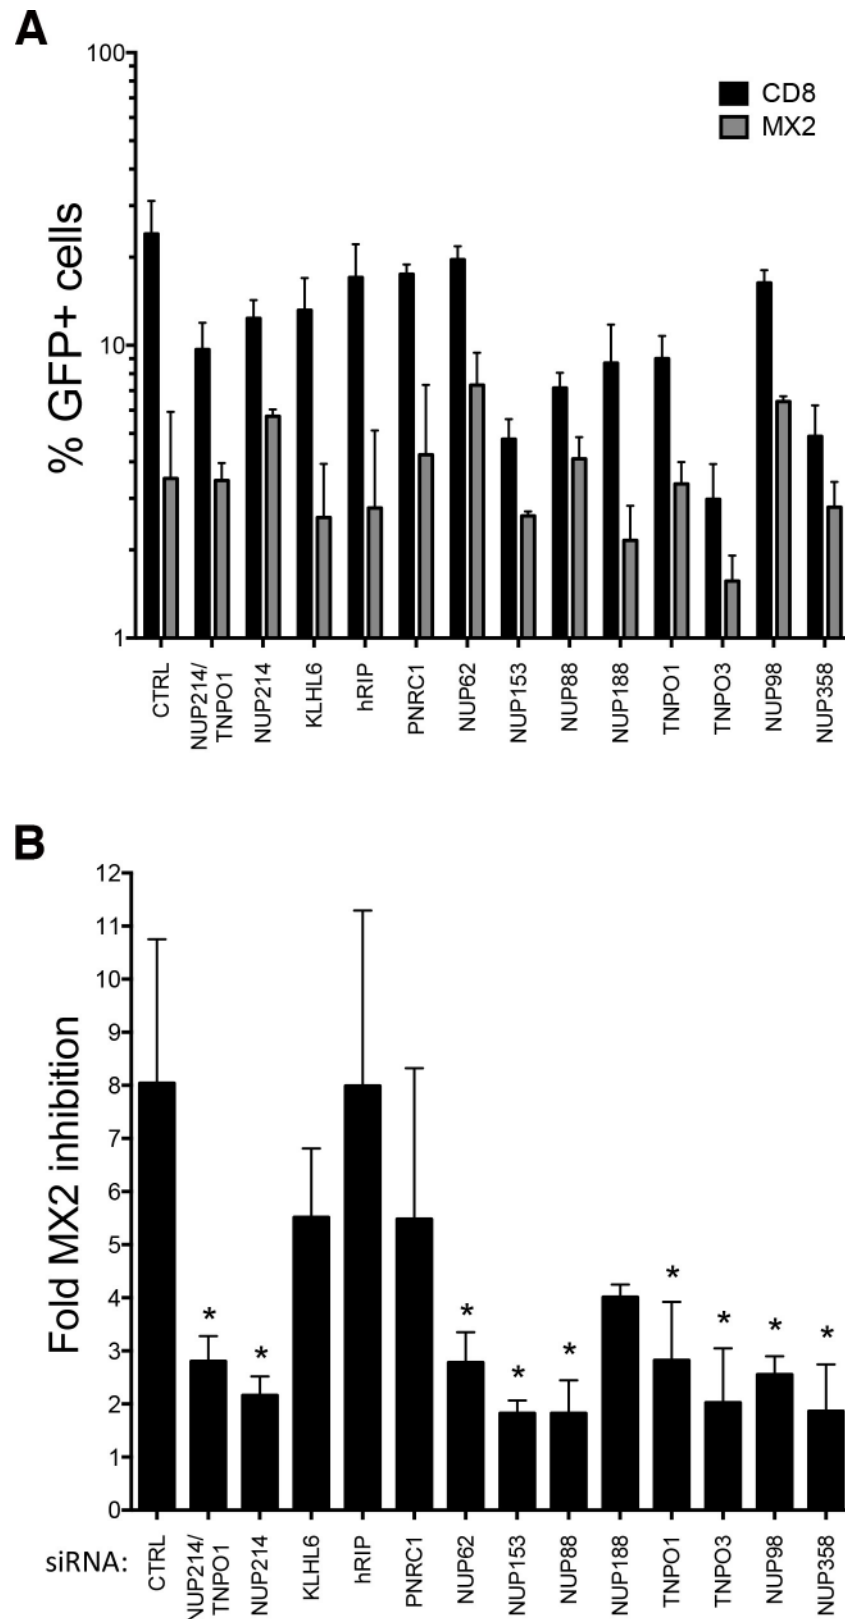 A
100
10
1
% GFP+ cells
CD8
MX2
CTRL
NUP214/
TNPO1
NUP214
KLHL6
hRIP
PNRC1
NUP62
NUP153
NUP88
NUP188
TNPO1
TNPO3
NUP98
NUP358
B
12
11
10
9
8
7
6
5
4
3
2
1
0
Fold MX2 inhibition
* * * * * * * * *
siRNA:
CTRL
NUP214/
TNPO1
NUP214
KLHL6
hRIP
PNRC1
NUP62
NUP153
NUP88
NUP188
TNPO1
TNPO3
NUP98
NUP358